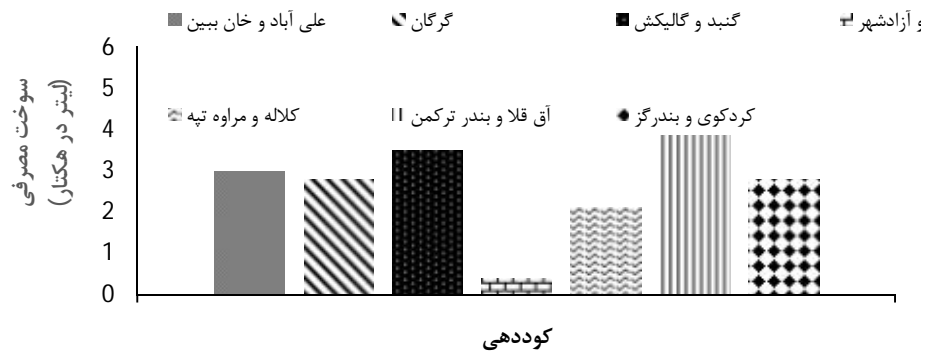 علی آباد و خان ببین
گرگان
گنبد و گالیکش
و آزادشهر
6
5
4
3
2
1
0
سوخت مصرفی
(لیتر در هکتار)
کلاله و مراوه تپه
آق قلا و بندر ترکمن
کردکوی و بندرگز
کوددهی